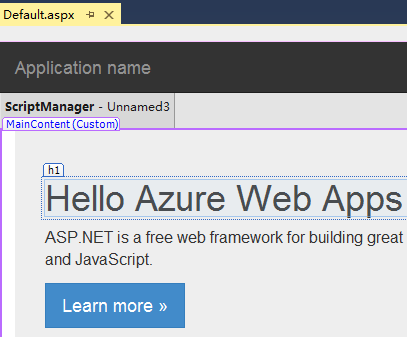 Default.aspx
Application name
ScriptManager - Unnamed3
MainContent (Custom)
h1
Hello Azure Web Apps
ASP.NET is a free web framework for building great
and JavaScript.
Learn more »